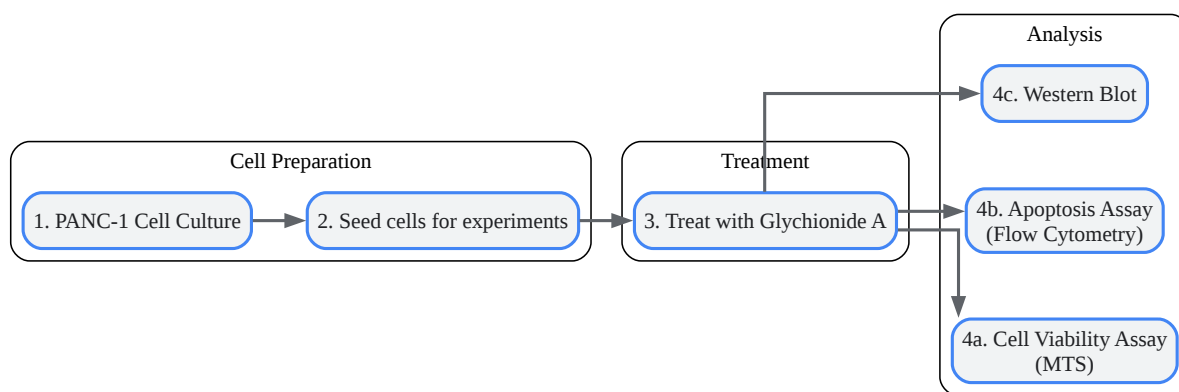 Analysis
4c. Western Blot
Cell Preparation
Treatment
1. PANC-1 Cell Culture
2. Seed cells for experiments
3. Treat with Glychionide A
4b. Apoptosis Assay
(Flow Cytometry)
4a. Cell Viability Assay
(MTS)